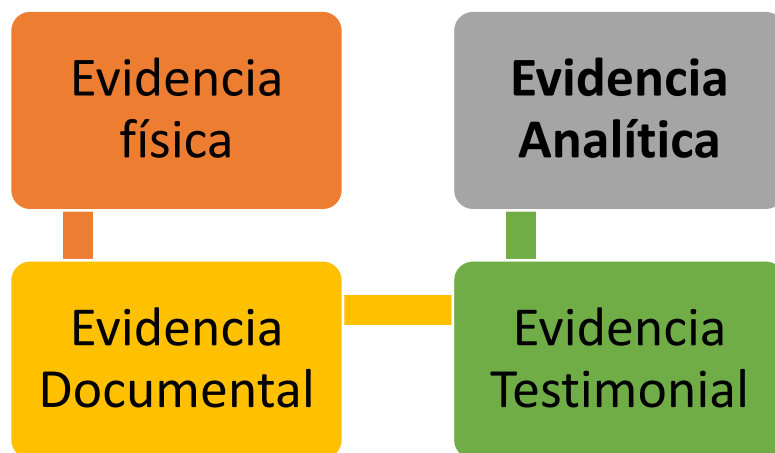 Evidencia
física
Evidencia
Documental
Evidencia
Testimonial
Evidencia
Analítica